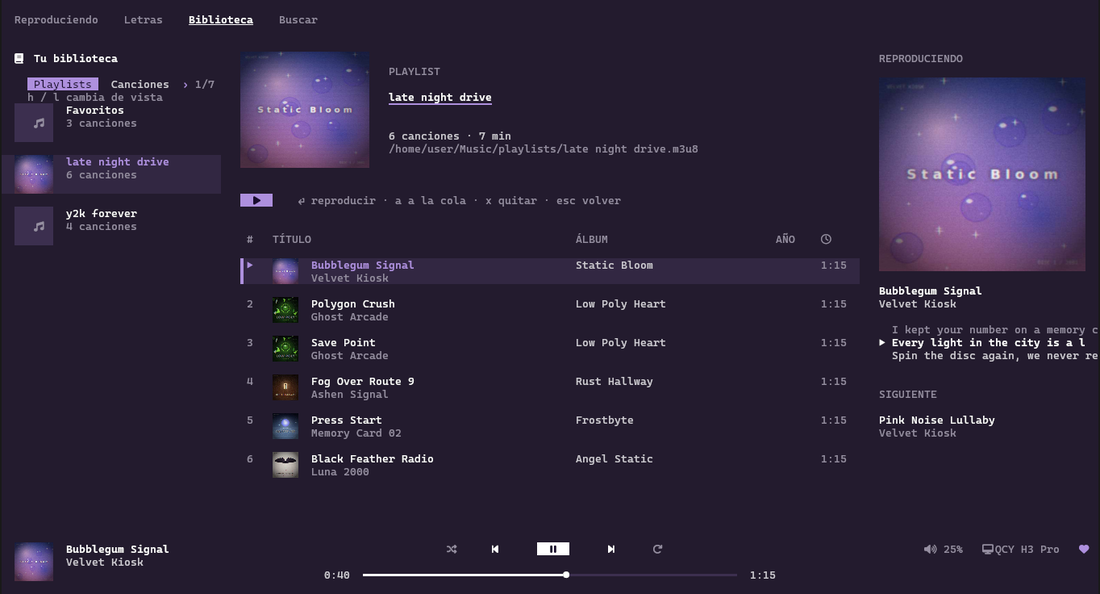 Reproduciendo Letras Biblioteca Buscar
Tu biblioteca
Playlists Canciones › 1/7
h / l cambia de vista
Favoritos
3 canciones
late night drive
6 canciones
y2k forever
4 canciones
Static Bloom
PLAYLIST
late night drive
6 canciones · 7 min
/home/user/Music/playlists/late night drive.m3u8
↵ reproducir · a a la cola · x quitar · esc volver
# TÍTULO ÁLBUM AÑO
Bubblegum Signal Static Bloom 1:15
Velvet Kiosk
2 Polygon Crush Low Poly Heart 1:15
Ghost Arcade
3 Save Point Low Poly Heart 1:15
Ghost Arcade
4 Fog Over Route 9 Rust Hallway 1:15
Ashen Signal
5 Press Start Frostbyte 1:15
Memory Card 02
6 Black Feather Radio Angel Static 1:15
Luna 2000
REPRODUCIENDO
VELVET KIOSK
Static Bloom
Bubblegum Signal
Velvet Kiosk
I kept your number on a memory c
Every light in the city is a l
Spin the disc again, we never re
SIGUIENTE
Pink Noise Lullaby
Velvet Kiosk
Bubblegum Signal
Velvet Kiosk
0:40 1:15
25% QCY H3 Pro